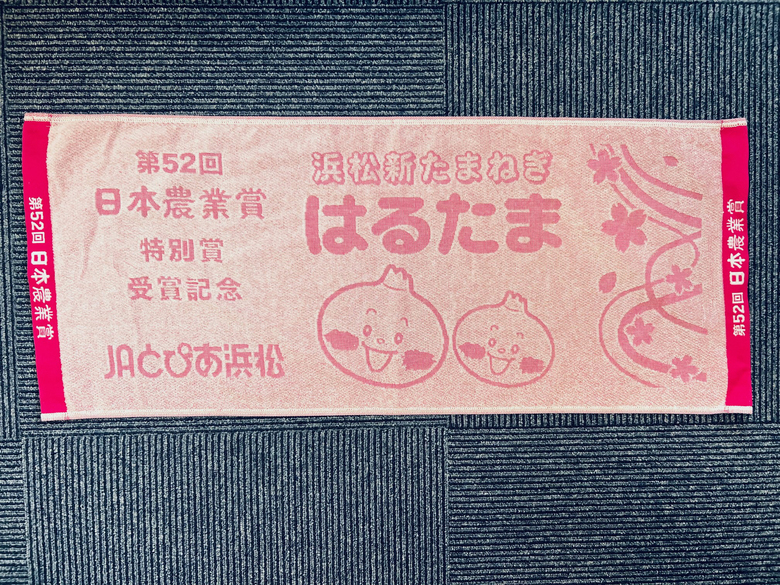 第52回
日本農業賞
特別賞
受賞記念
JAとぴあ浜松
浜松新たまねぎ
はるたま
第52回 日本農業賞
第52回 日本農業賞